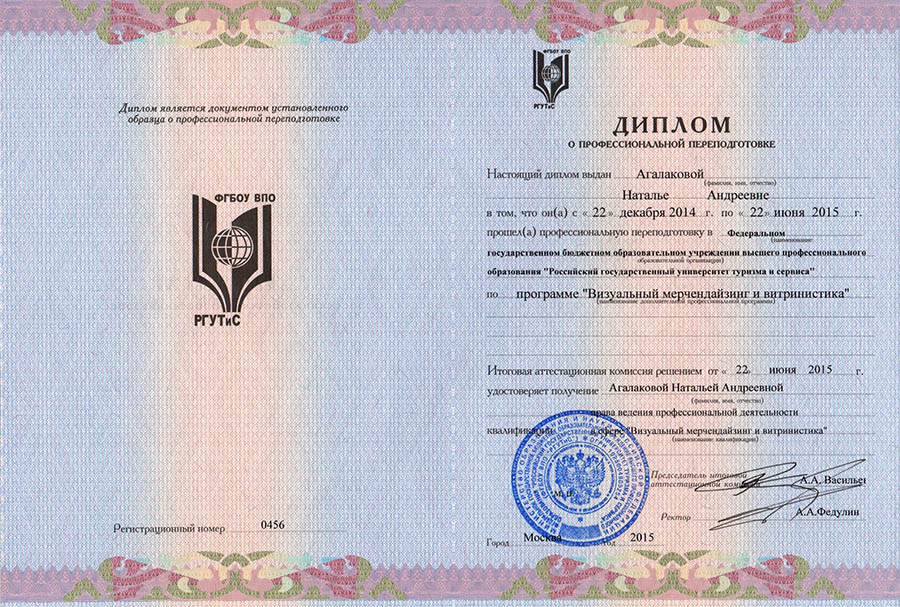 Диплом является документом установленного
образца о профессиональной переподготовке
ФГБОУ ВПО
РГУТиС
Регистрационный номер 0456
ФГБОУ ВПО
РГУТиС
ДИПЛОМ
О ПРОФЕССИОНАЛЬНОЙ ПЕРЕПОДГОТОВКЕ
Настоящий диплом выдан Агалаковой
(фамилия, имя, отчество)
Наталье Андреевне
в том, что он(а) с « 22 » декабря 2014 г. по « 22 » июня 2015 г.
прошел(а) профессиональную переподготовку в Федеральном
(наименование
государственном бюджетном образовательном учреждении высшего профессионального
образовательной организации)
образования "Российский государственный университет туризма и сервиса"
по программе "Визуальный мерчендайзинг и витринистика"
(наименование дополнительной профессиональной программы)
Итоговая аттестационная комиссия решением от « 22 » июня 2015 г.
удостоверяет получение Агалаковой Натальей Андреевной
(фамилия, имя, отчество)
права ведения профессиональной деятельности
квалификации в сфере "Визуальный мерчендайзинг и витринистика"
(наименование квалификации)
Председатель итоговой
аттестационной комиссии А.А. Васильев
М.П.
Ректор А.А.Федулин
Город Москва год 2015